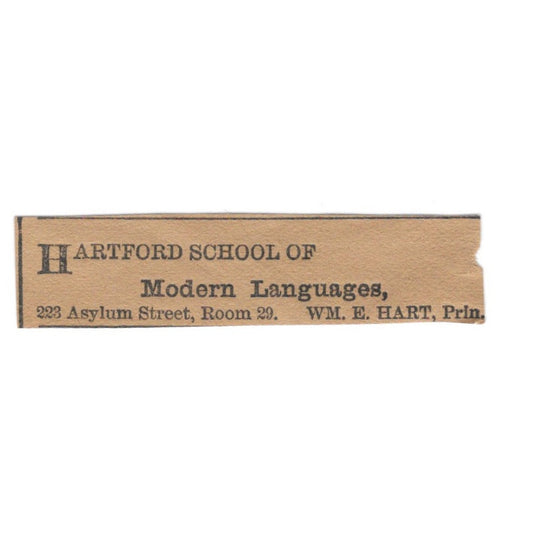 HARTFORD SCHOOL OF
Modern Languages,
223 Asylum Street, Room 29. WM. E. HART, Prin.